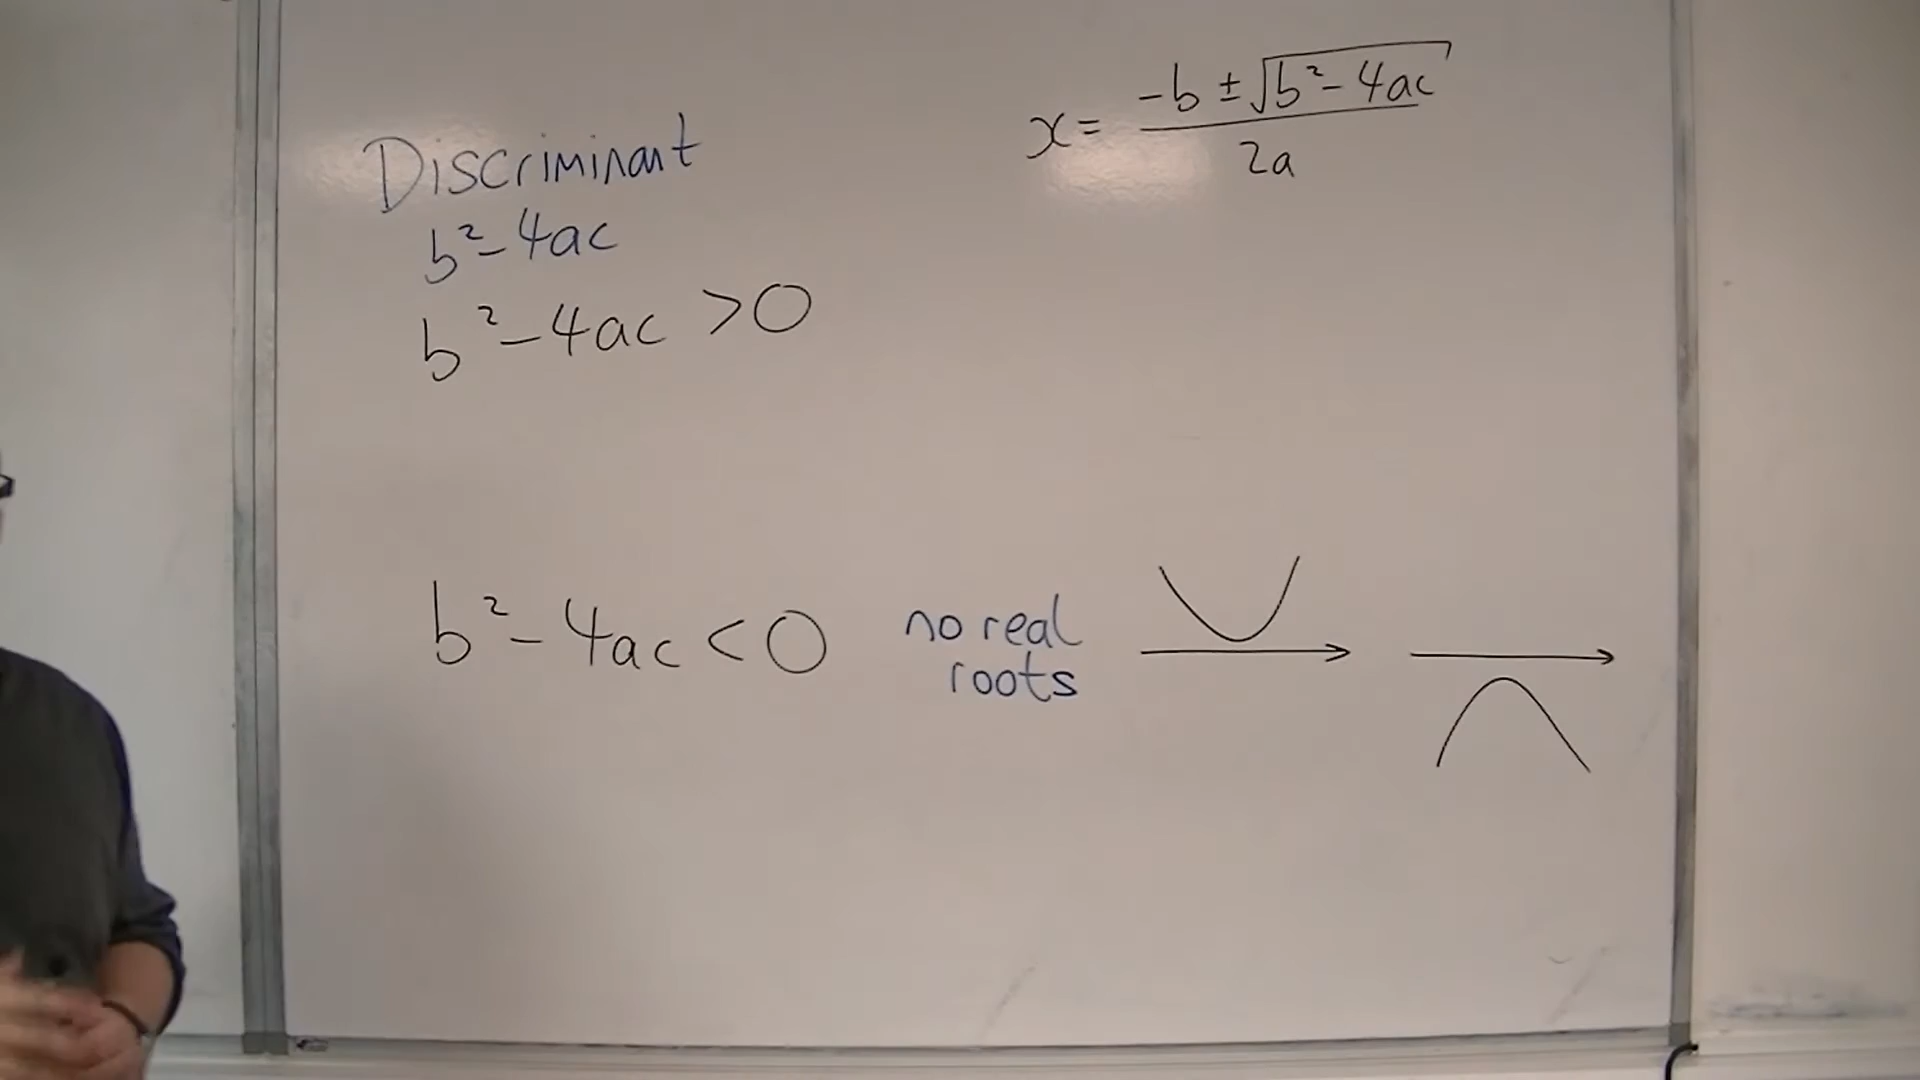 x = -b ± √b² - 4ac / 2a
Discriminant
b² - 4ac
b² - 4ac > 0
b² - 4ac < 0
no real
roots